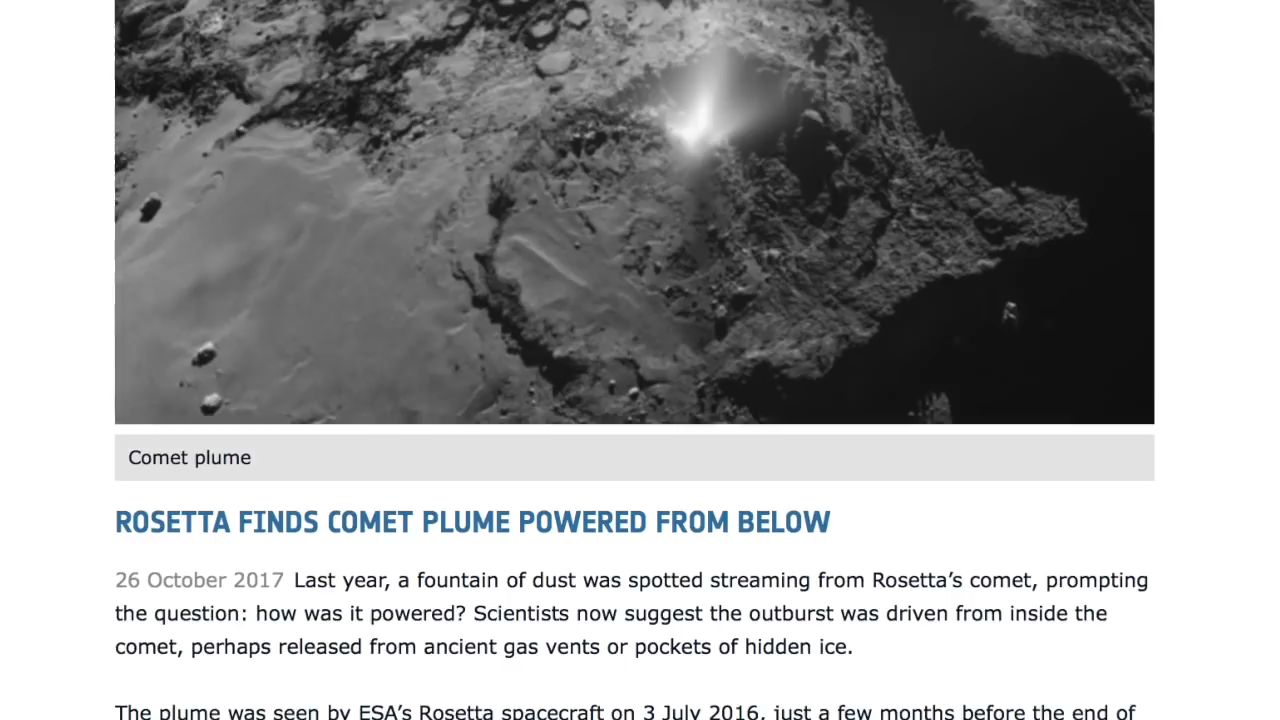 Comet plume
ROSETTA FINDS COMET PLUME POWERED FROM BELOW
26 October 2017 Last year, a fountain of dust was spotted streaming from Rosetta’s comet, prompting
the question: how was it powered? Scientists now suggest the outburst was driven from inside the
comet, perhaps released from ancient gas vents or pockets of hidden ice.
The plume was seen by ESA’s Rosetta spacecraft on 3 July 2016, just a few months before the end of